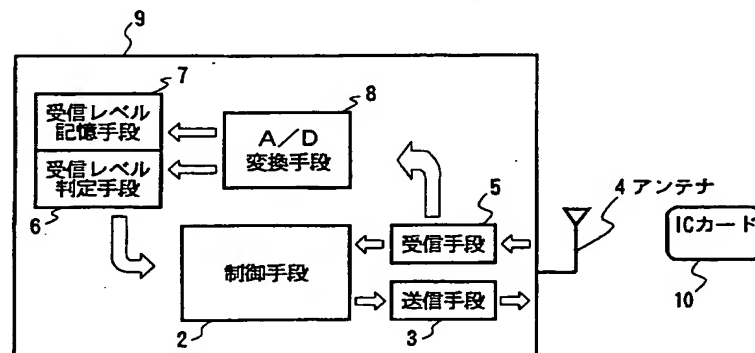 9
7
受信レベル
記憶手段
受信レベル
判定手段
6
8
A/D
変換手段
5
受信手段
制御手段
2
送信手段
3
4 アンテナ
ICカード
10